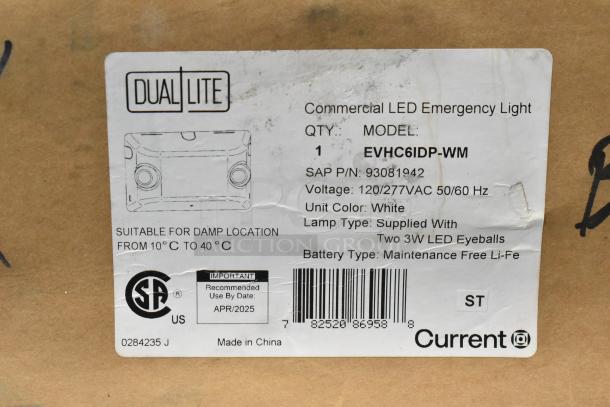 DUAL LITE
Commercial LED Emergency Light
QTY.: MODEL:
1 EVHC6IDP-WM
SAP P/N: 93081942
Voltage: 120/277VAC 50/60 Hz
Unit Color: White
Lamp Type: Supplied With
Two 3W LED Eyeballs
Battery Type: Maintenance Free Li-Fe
SUITABLE FOR DAMP LOCATION
FROM 10°C TO 40°C
AUCTION GROUP
CSA ®
US
IMPORTANT
Recommended
Use By Date:
APR/2025
7 82520 86958 8
ST
Current
0284235 J
Made in China